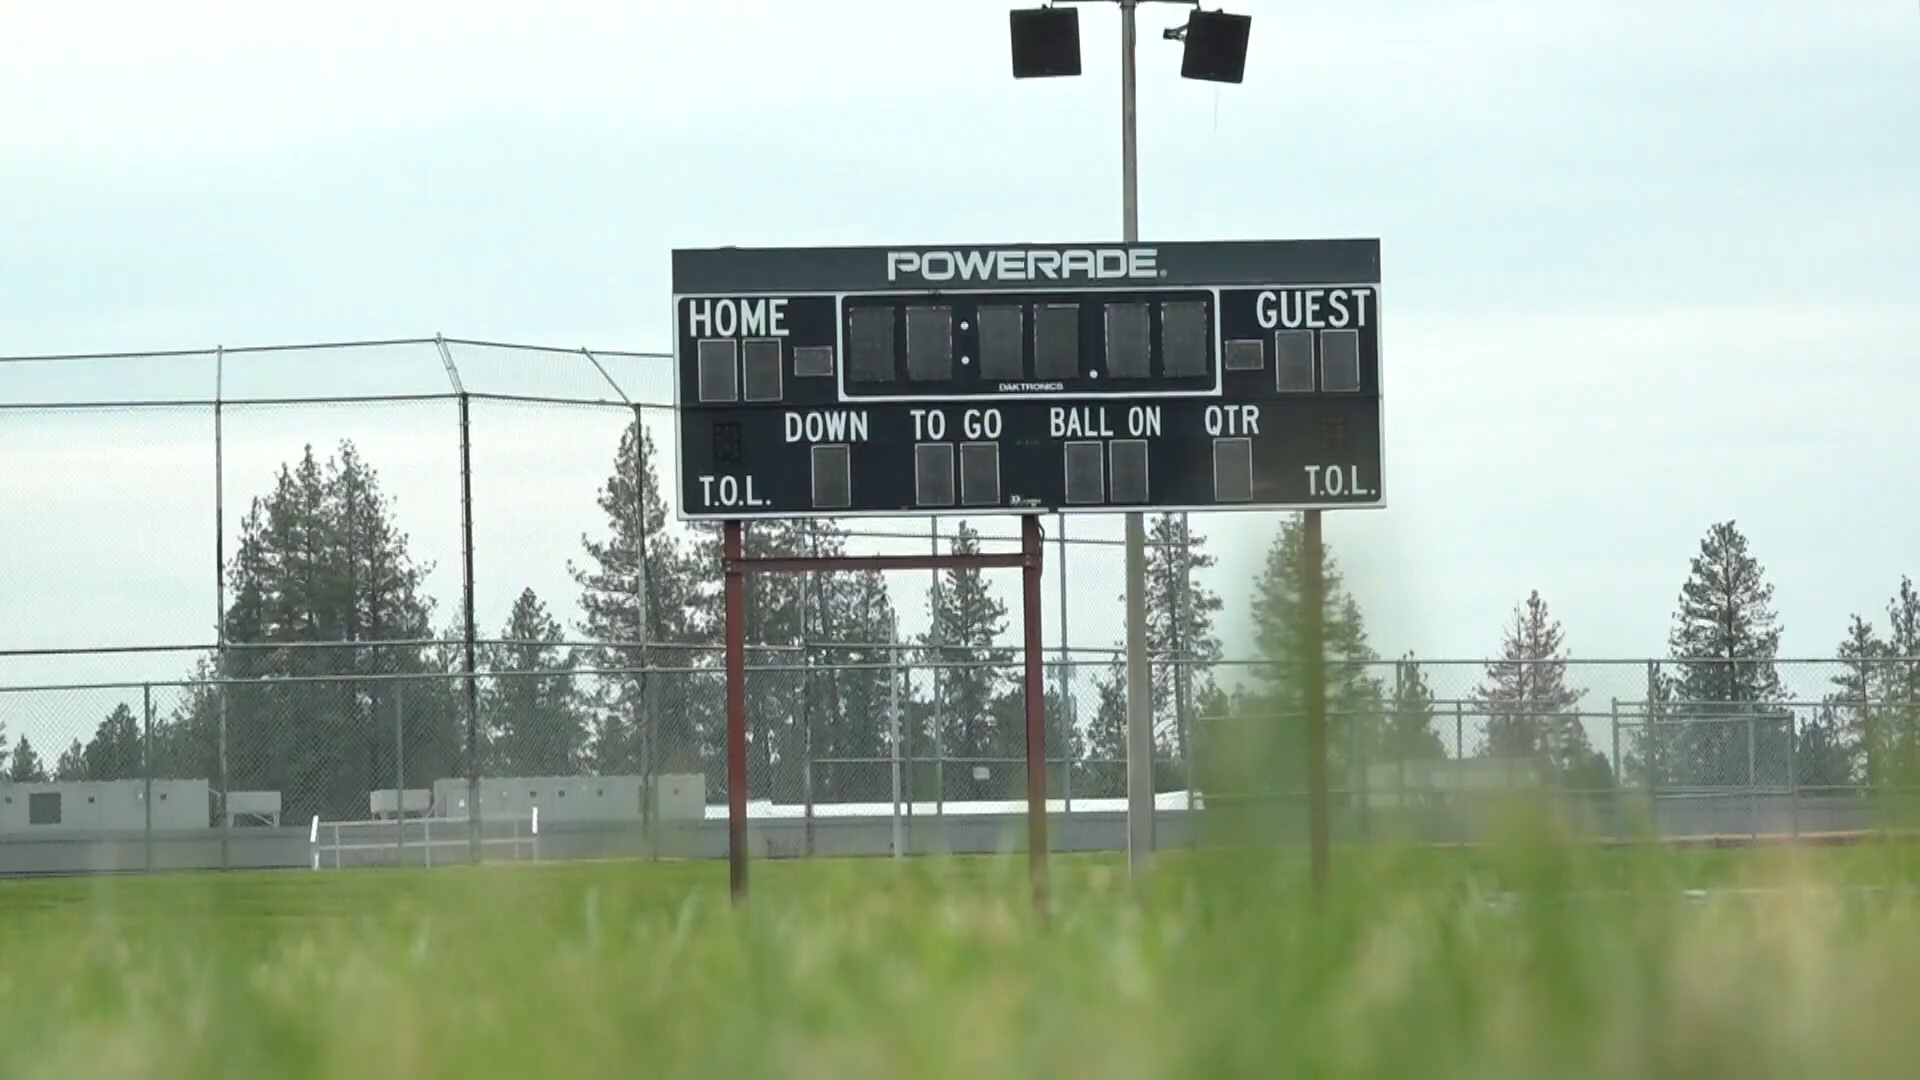 POWERADE
HOME GUEST
DAKTRONICS
DOWN TO GO BALL ON QTR
T.O.L. T.O.L.